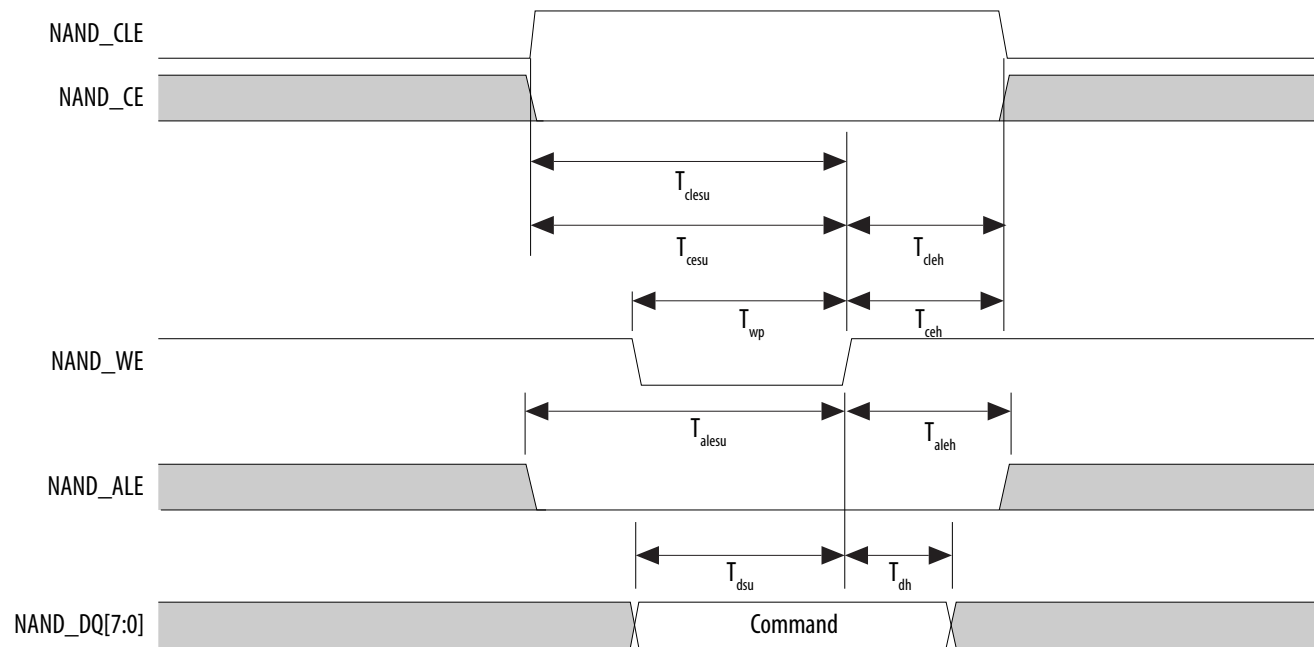 NAND_CLE
NAND_CE
T_clesu
T_cesu
T_cleh
T_wp
T_ceh
NAND_WE
T_alesu
T_aleh
NAND_ALE
T_dsu
T_dh
NAND_DQ[7:0]
Command